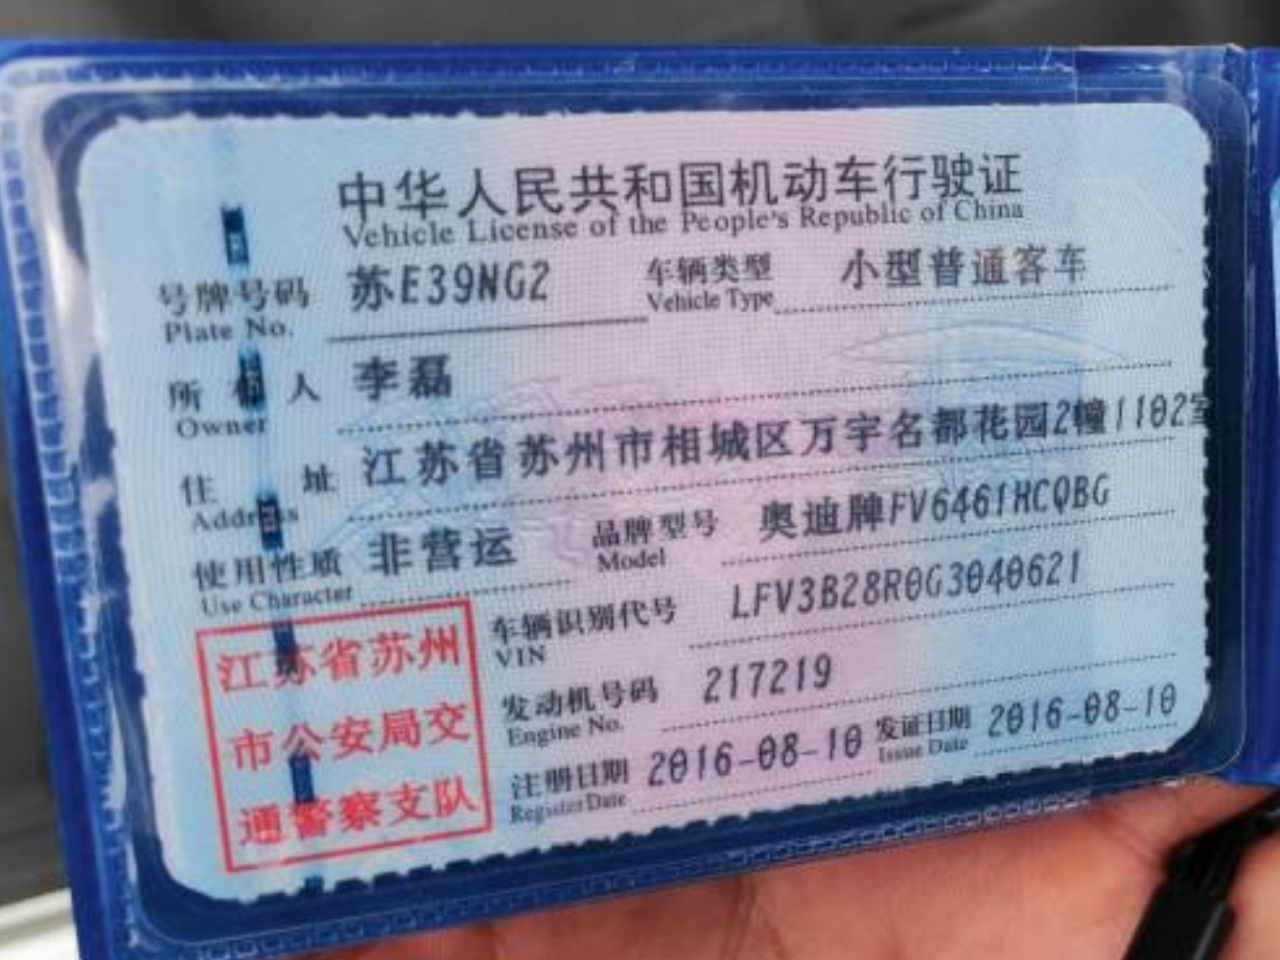 中华人民共和国机动车行驶证
Vehicle License of the People's Republic of China
号牌号码 苏E39NG2 车辆类型 小型普通客车
Plate No. Vehicle Type
所有人 李磊
Owner
住址 江苏省苏州市相城区万宇名都花园2幢1102室
Address
使用性质 非营运 品牌型号 奥迪牌FV6461HCQBG
Use Character Model
车辆识别代号 LFV3B28R0G3040621
VIN
发动机号码 217219
Engine No.
注册日期 2016-08-10 发证日期 2016-08-10
Register Date Issue Date
江苏省苏州
市公安局交
通警察支队